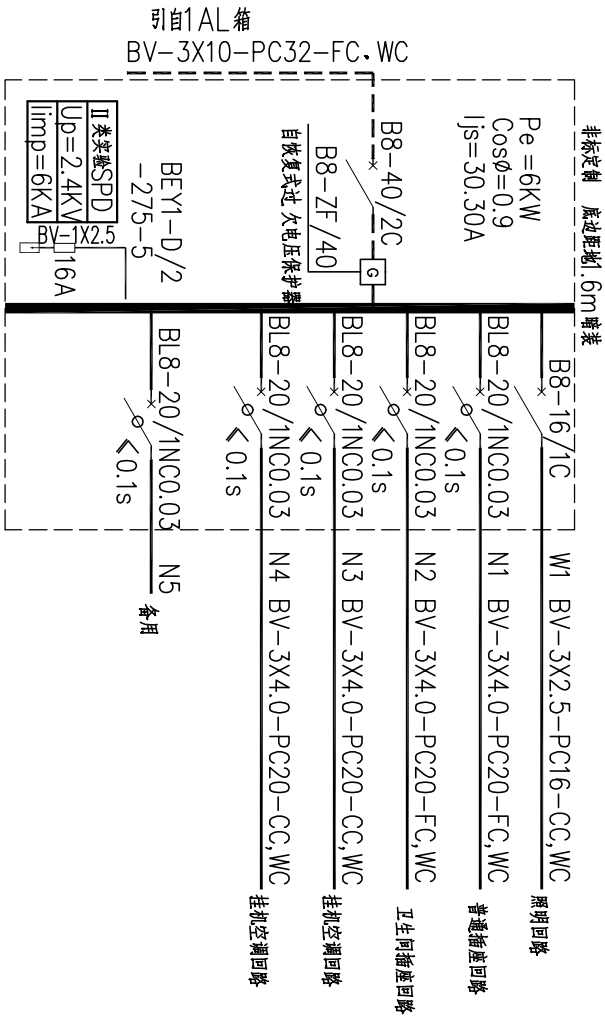 引自1AL箱
BV-3X10-PC32-FC.WC
非标定制 底边距地1.6m暗装
Pe=6KW
CosØ=0.9
Ijs=30.30A
B8-40/2C
B8-ZF/40
自恢复式过 欠电压保护器
G
BEY1-D/2
-275-5
II类实验SPD
Up=2.4KV
Iimp=6KA
BV-1X2.5
16A
B8-16/1C W1 BV-3X2.5-PC16-CC,WC 照明回路
BL8-20/1NC0.03 N1 BV-3X4.0-PC20-FC,WC 普通插座回路
<0.1s
BL8-20/1NC0.03 N2 BV-3X4.0-PC20-FC,WC 卫生间插座回路
<0.1s
BL8-20/1NC0.03 N3 BV-3X4.0-PC20-CC,WC 挂机空调回路
<0.1s
BL8-20/1NC0.03 N4 BV-3X4.0-PC20-CC,WC 挂机空调回路
<0.1s
BL8-20/1NC0.03 N5 备用
<0.1s